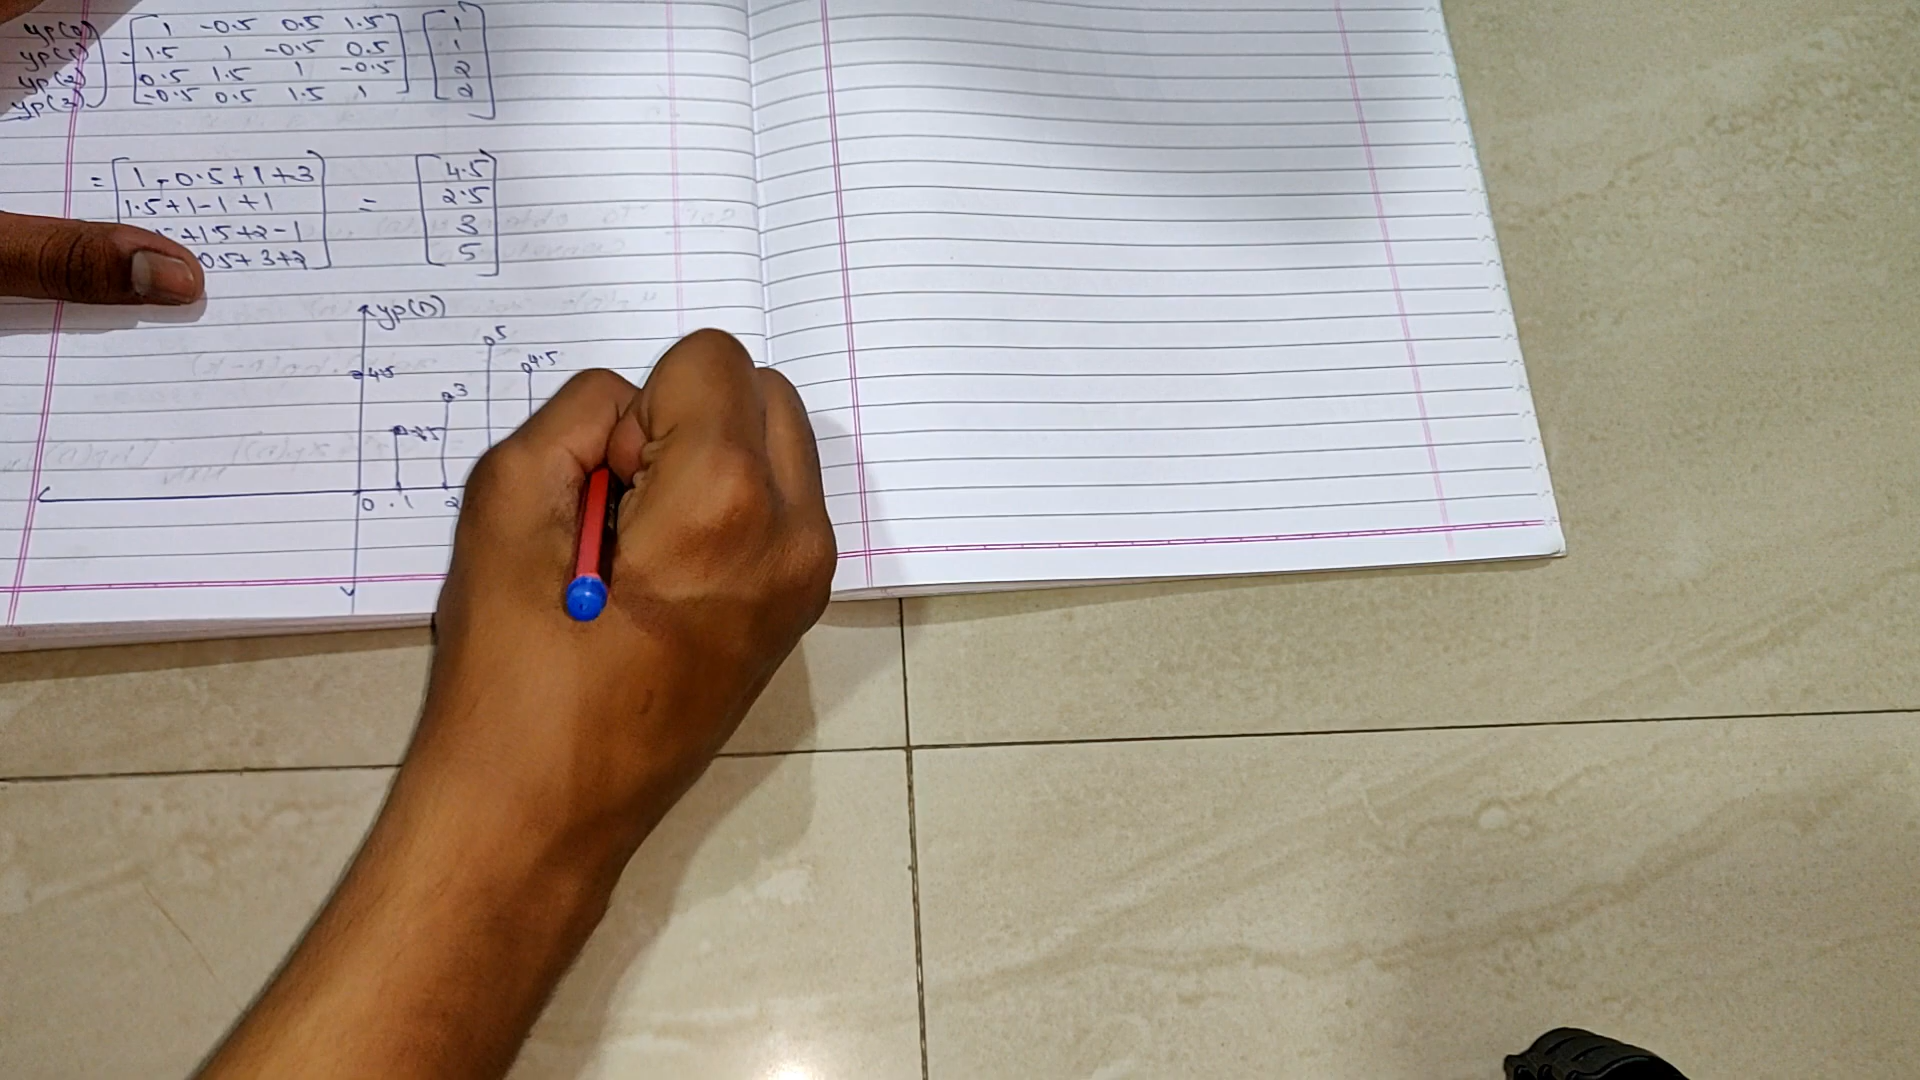 yp(0) = [1 -0.5 0.5 1.5] [1]
yp(1) [1.5 1 -0.5 0.5] [1]
yp(2) [0.5 1.5 1 -0.5] [2]
yp(3) [-0.5 0.5 1.5 1] [2]
= [1-0.5+1+3] = [4.5]
[1.5+1-1+1] [2.5]
+1.5+2-1] [3]
0.5+3+2] [5]
yp(n)
5
4.5
4.5
3
2.5
0 1 2